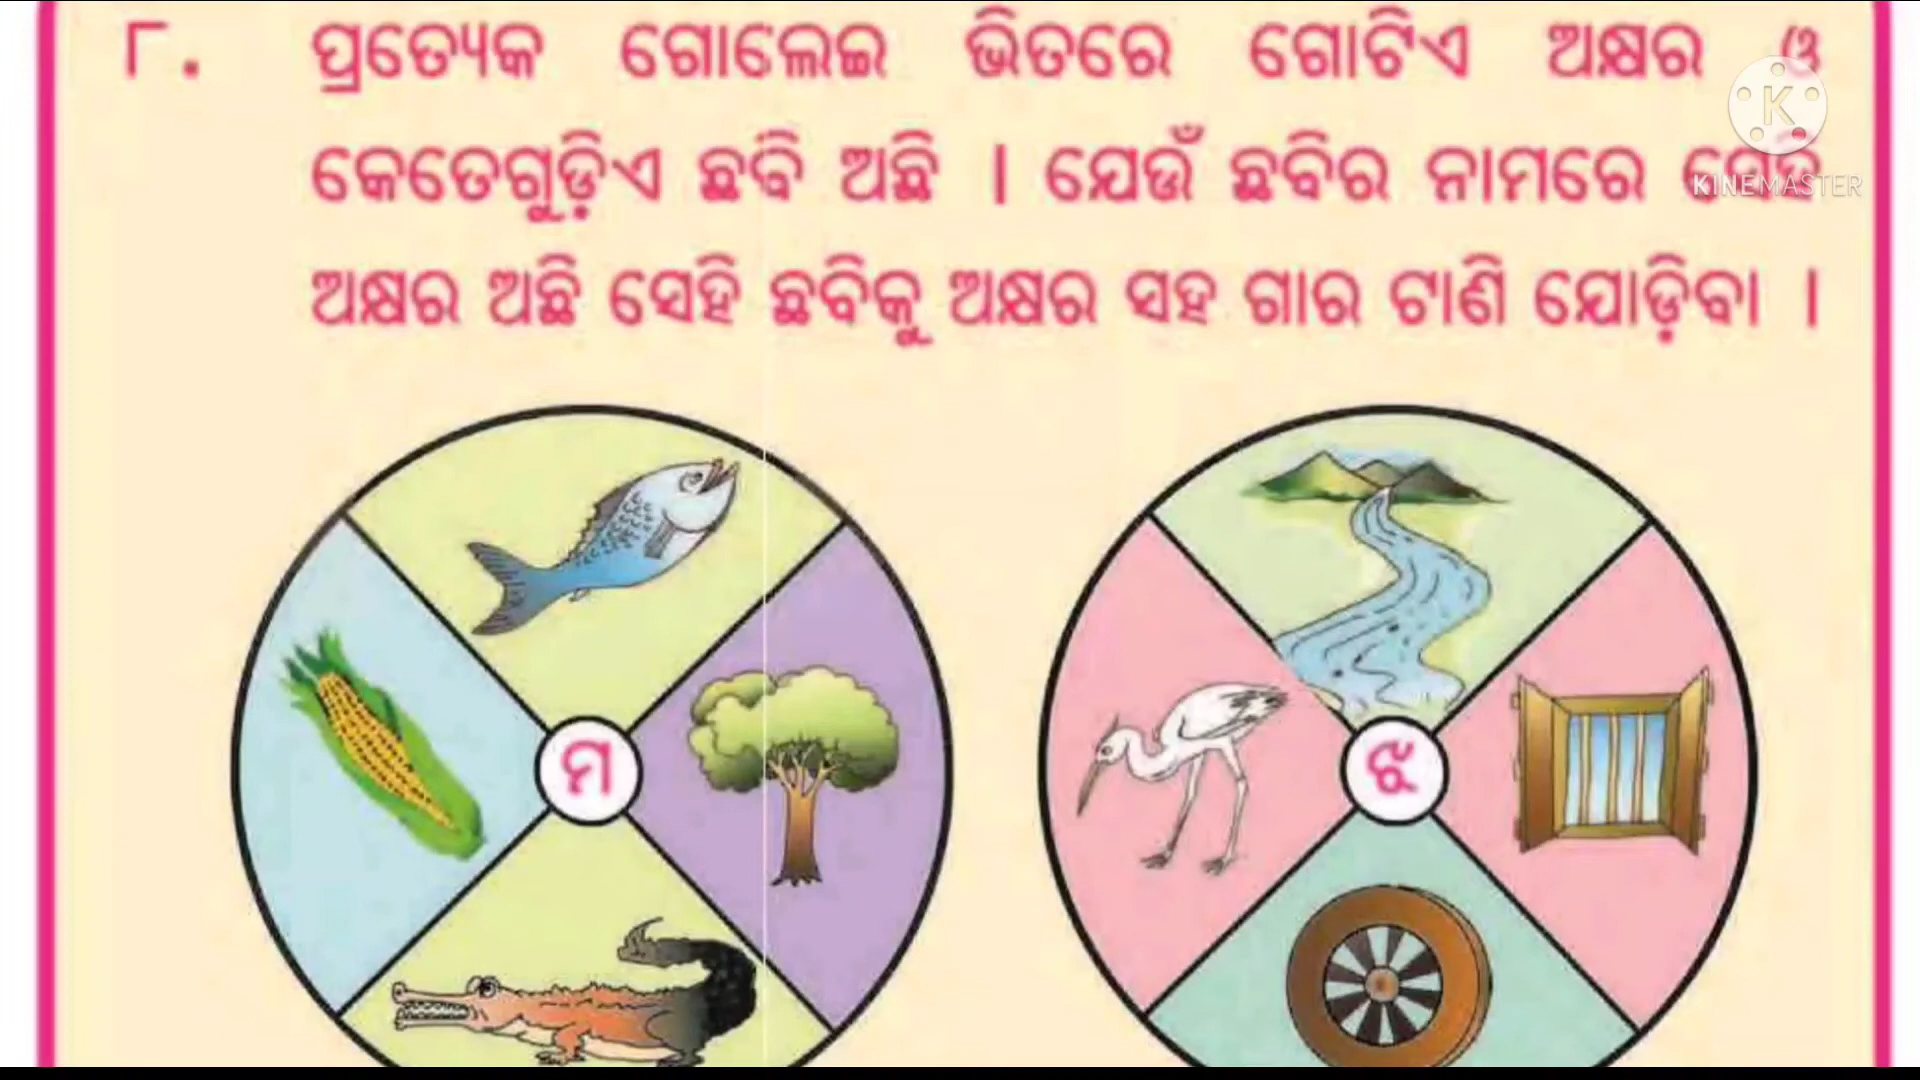 ୮. ପ୍ରତ୍ୟେକ ଗୋଲେଇ ଭିତରେ ଗୋଟିଏ ଅକ୍ଷର ଓ
କେତେଗୁଡ଼ିଏ ଛବି ଅଛି । ଯେଉଁ ଛବିର ନାମରେ ସେହି
ଅକ୍ଷର ଅଛି ସେହି ଛବିକୁ ଅକ୍ଷର ସହ ଗାର ଟାଣି ଯୋଡ଼ିବା ।
K
KINEMASTER
ମ
ଝ